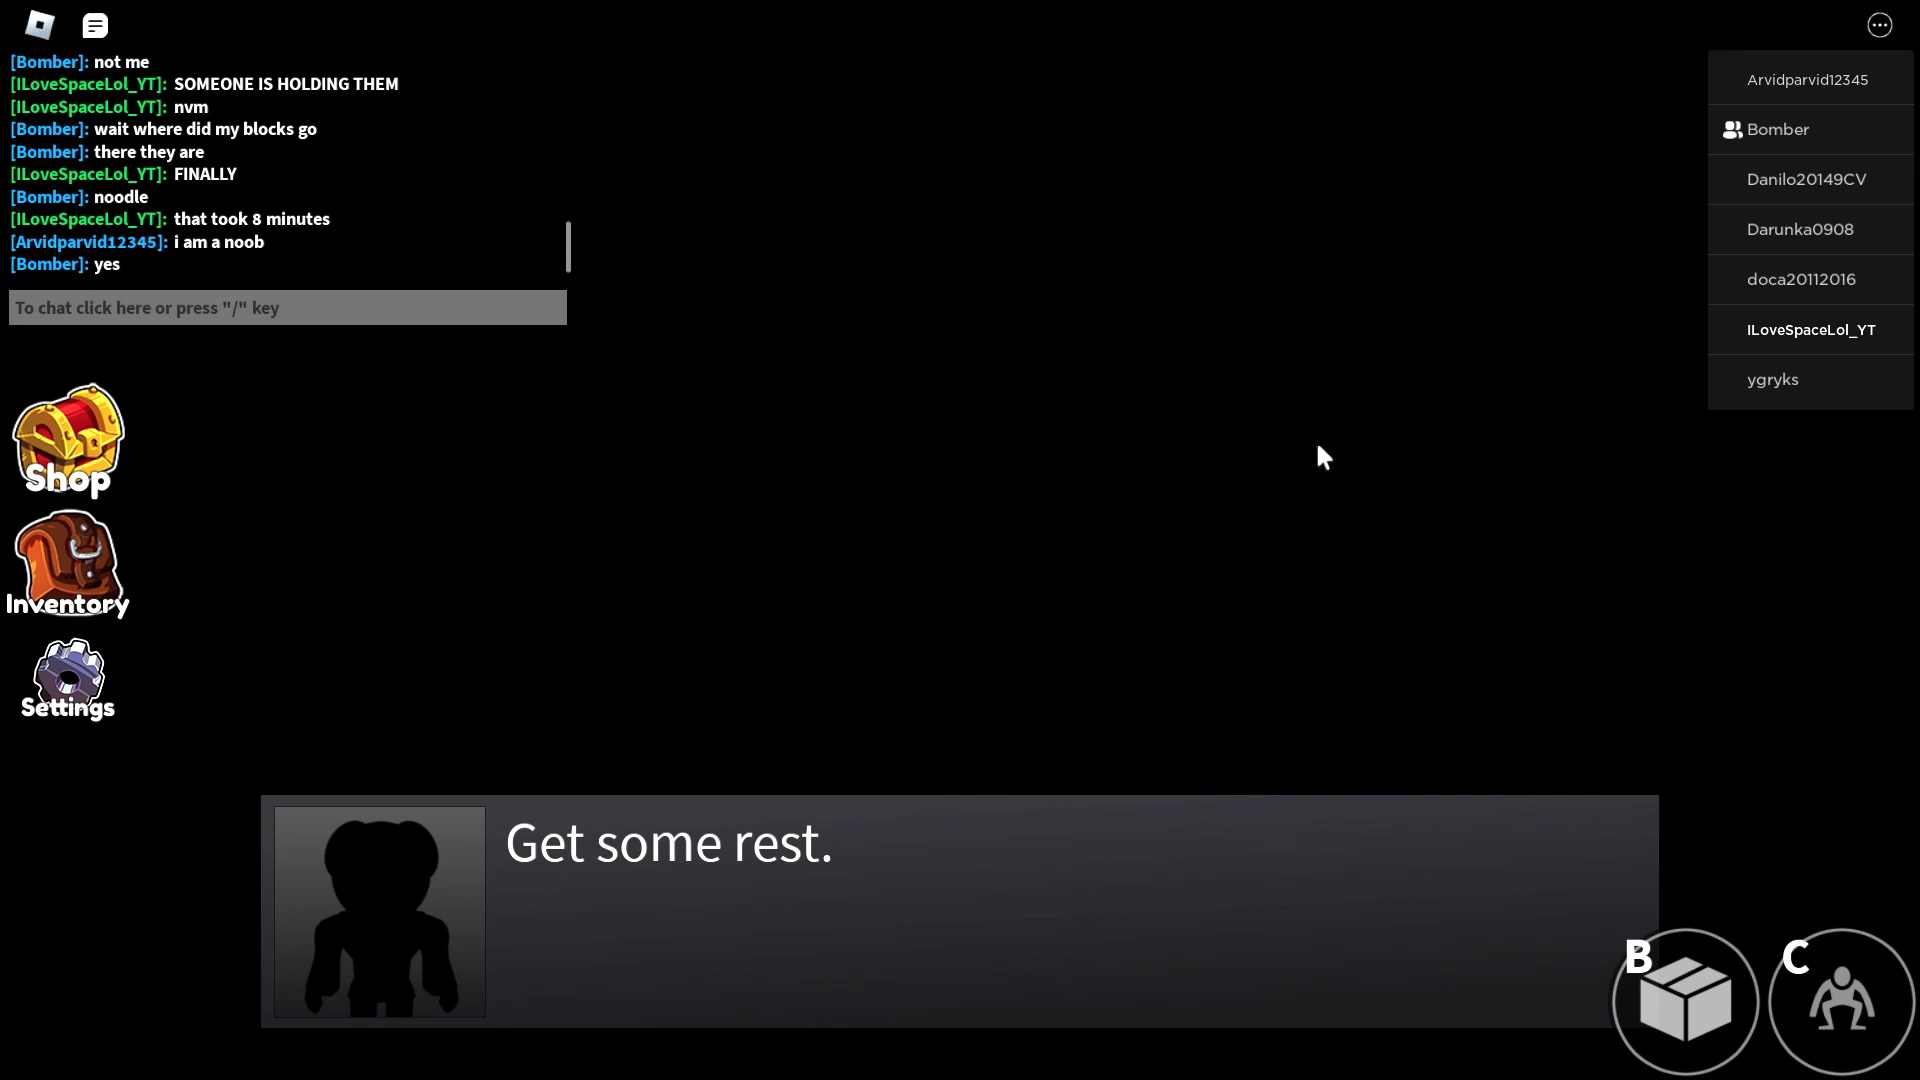 [Bomber]: not me
[ILoveSpaceLol_YT]: SOMEONE IS HOLDING THEM
[ILoveSpaceLol_YT]: nvm
[Bomber]: wait where did my blocks go
[Bomber]: there they are
[ILoveSpaceLol_YT]: FINALLY
[Bomber]: noodle
[ILoveSpaceLol_YT]: that took 8 minutes
[Arvidparvid12345]: i am a noob
[Bomber]: yes
To chat click here or press "/" key
Arvidparvid12345
Bomber
Danilo20149CV
Darunka0908
doca20112016
ILoveSpaceLol_YT
ygryks
Shop
Inventory
Settings
Get some rest.
B
C